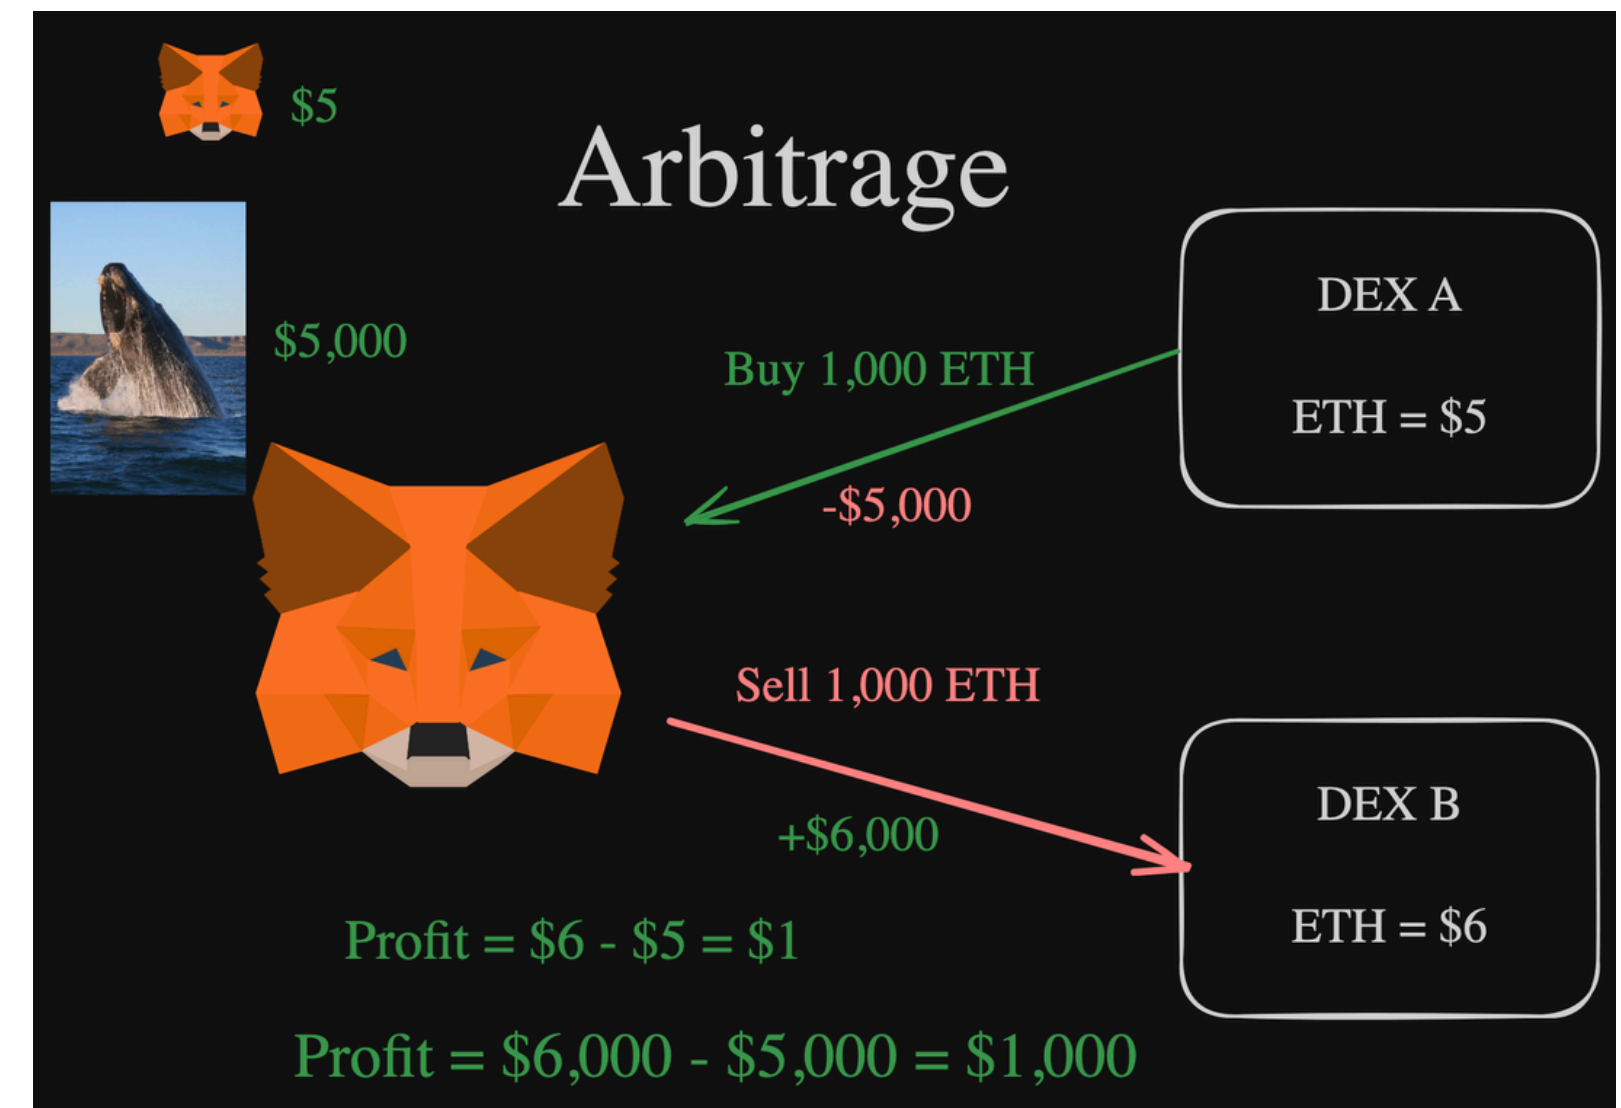 $5
Arbitrage
$5,000
DEX A
ETH = $5
Buy 1,000 ETH
-$5,000
Sell 1,000 ETH
+$6,000
DEX B
ETH = $6
Profit = $6 - $5 = $1
Profit = $6,000 - $5,000 = $1,000